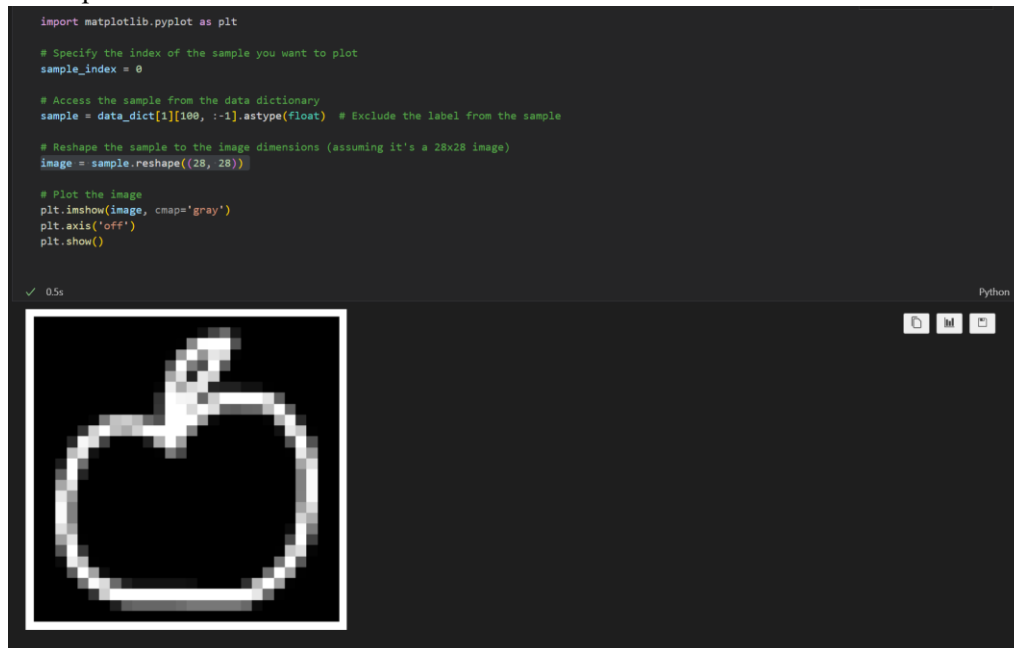 import matplotlib.pyplot as plt
# Specify the index of the sample you want to plot
sample_index = 0
# Access the sample from the data dictionary
sample = data_dict[1][100, :-1].astype(float)  # Exclude the label from the sample
# Reshape the sample to the image dimensions (assuming it's a 28x28 image)
image = sample.reshape((28, 28))
# Plot the image
plt.imshow(image, cmap='gray')
plt.axis('off')
plt.show()
0.5s
Python